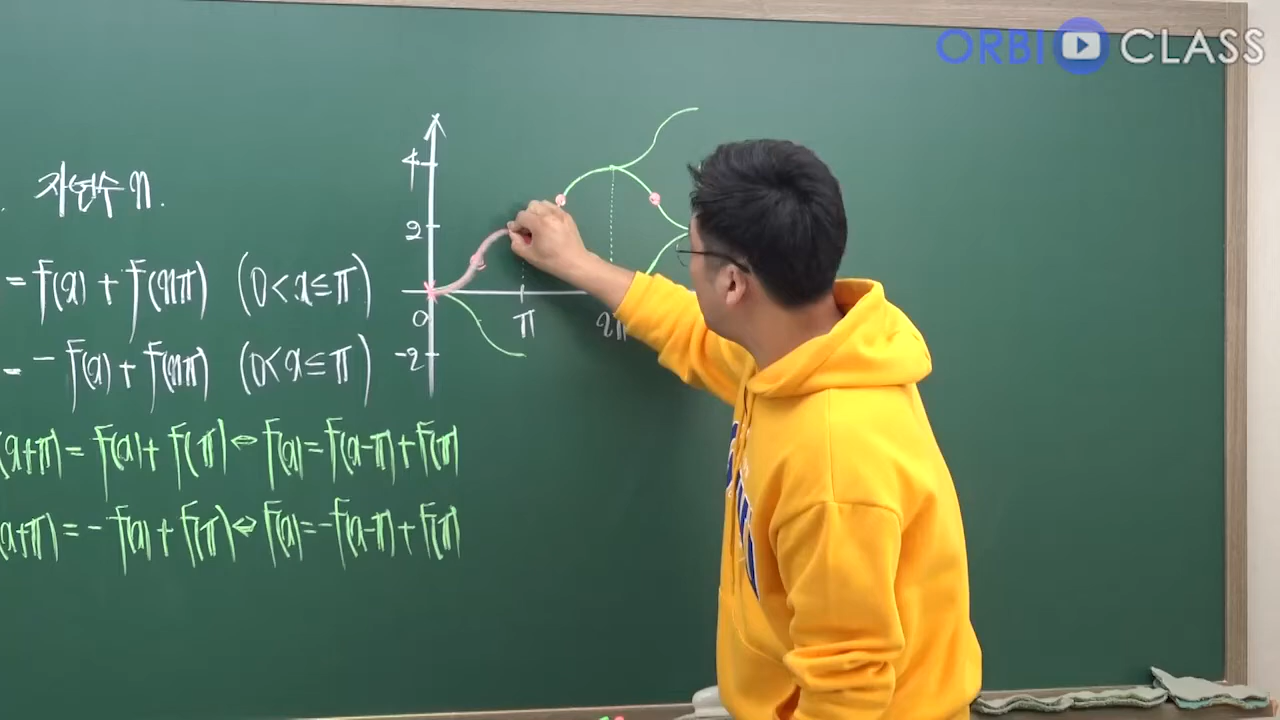 ORBI CLASS
. 자연수 n.
= f(x) + f(nπ) (0<x≤π)
= -f(x) + f(nπ) (0<x≤π)
(x+π) = f(x) + f(π) ⇔ f(x) = f(x-π) + f(π)
(x+π) = -f(x) + f(π) ⇔ f(x) = -f(x-π) + f(π)
4
2
0 π 2π
-2